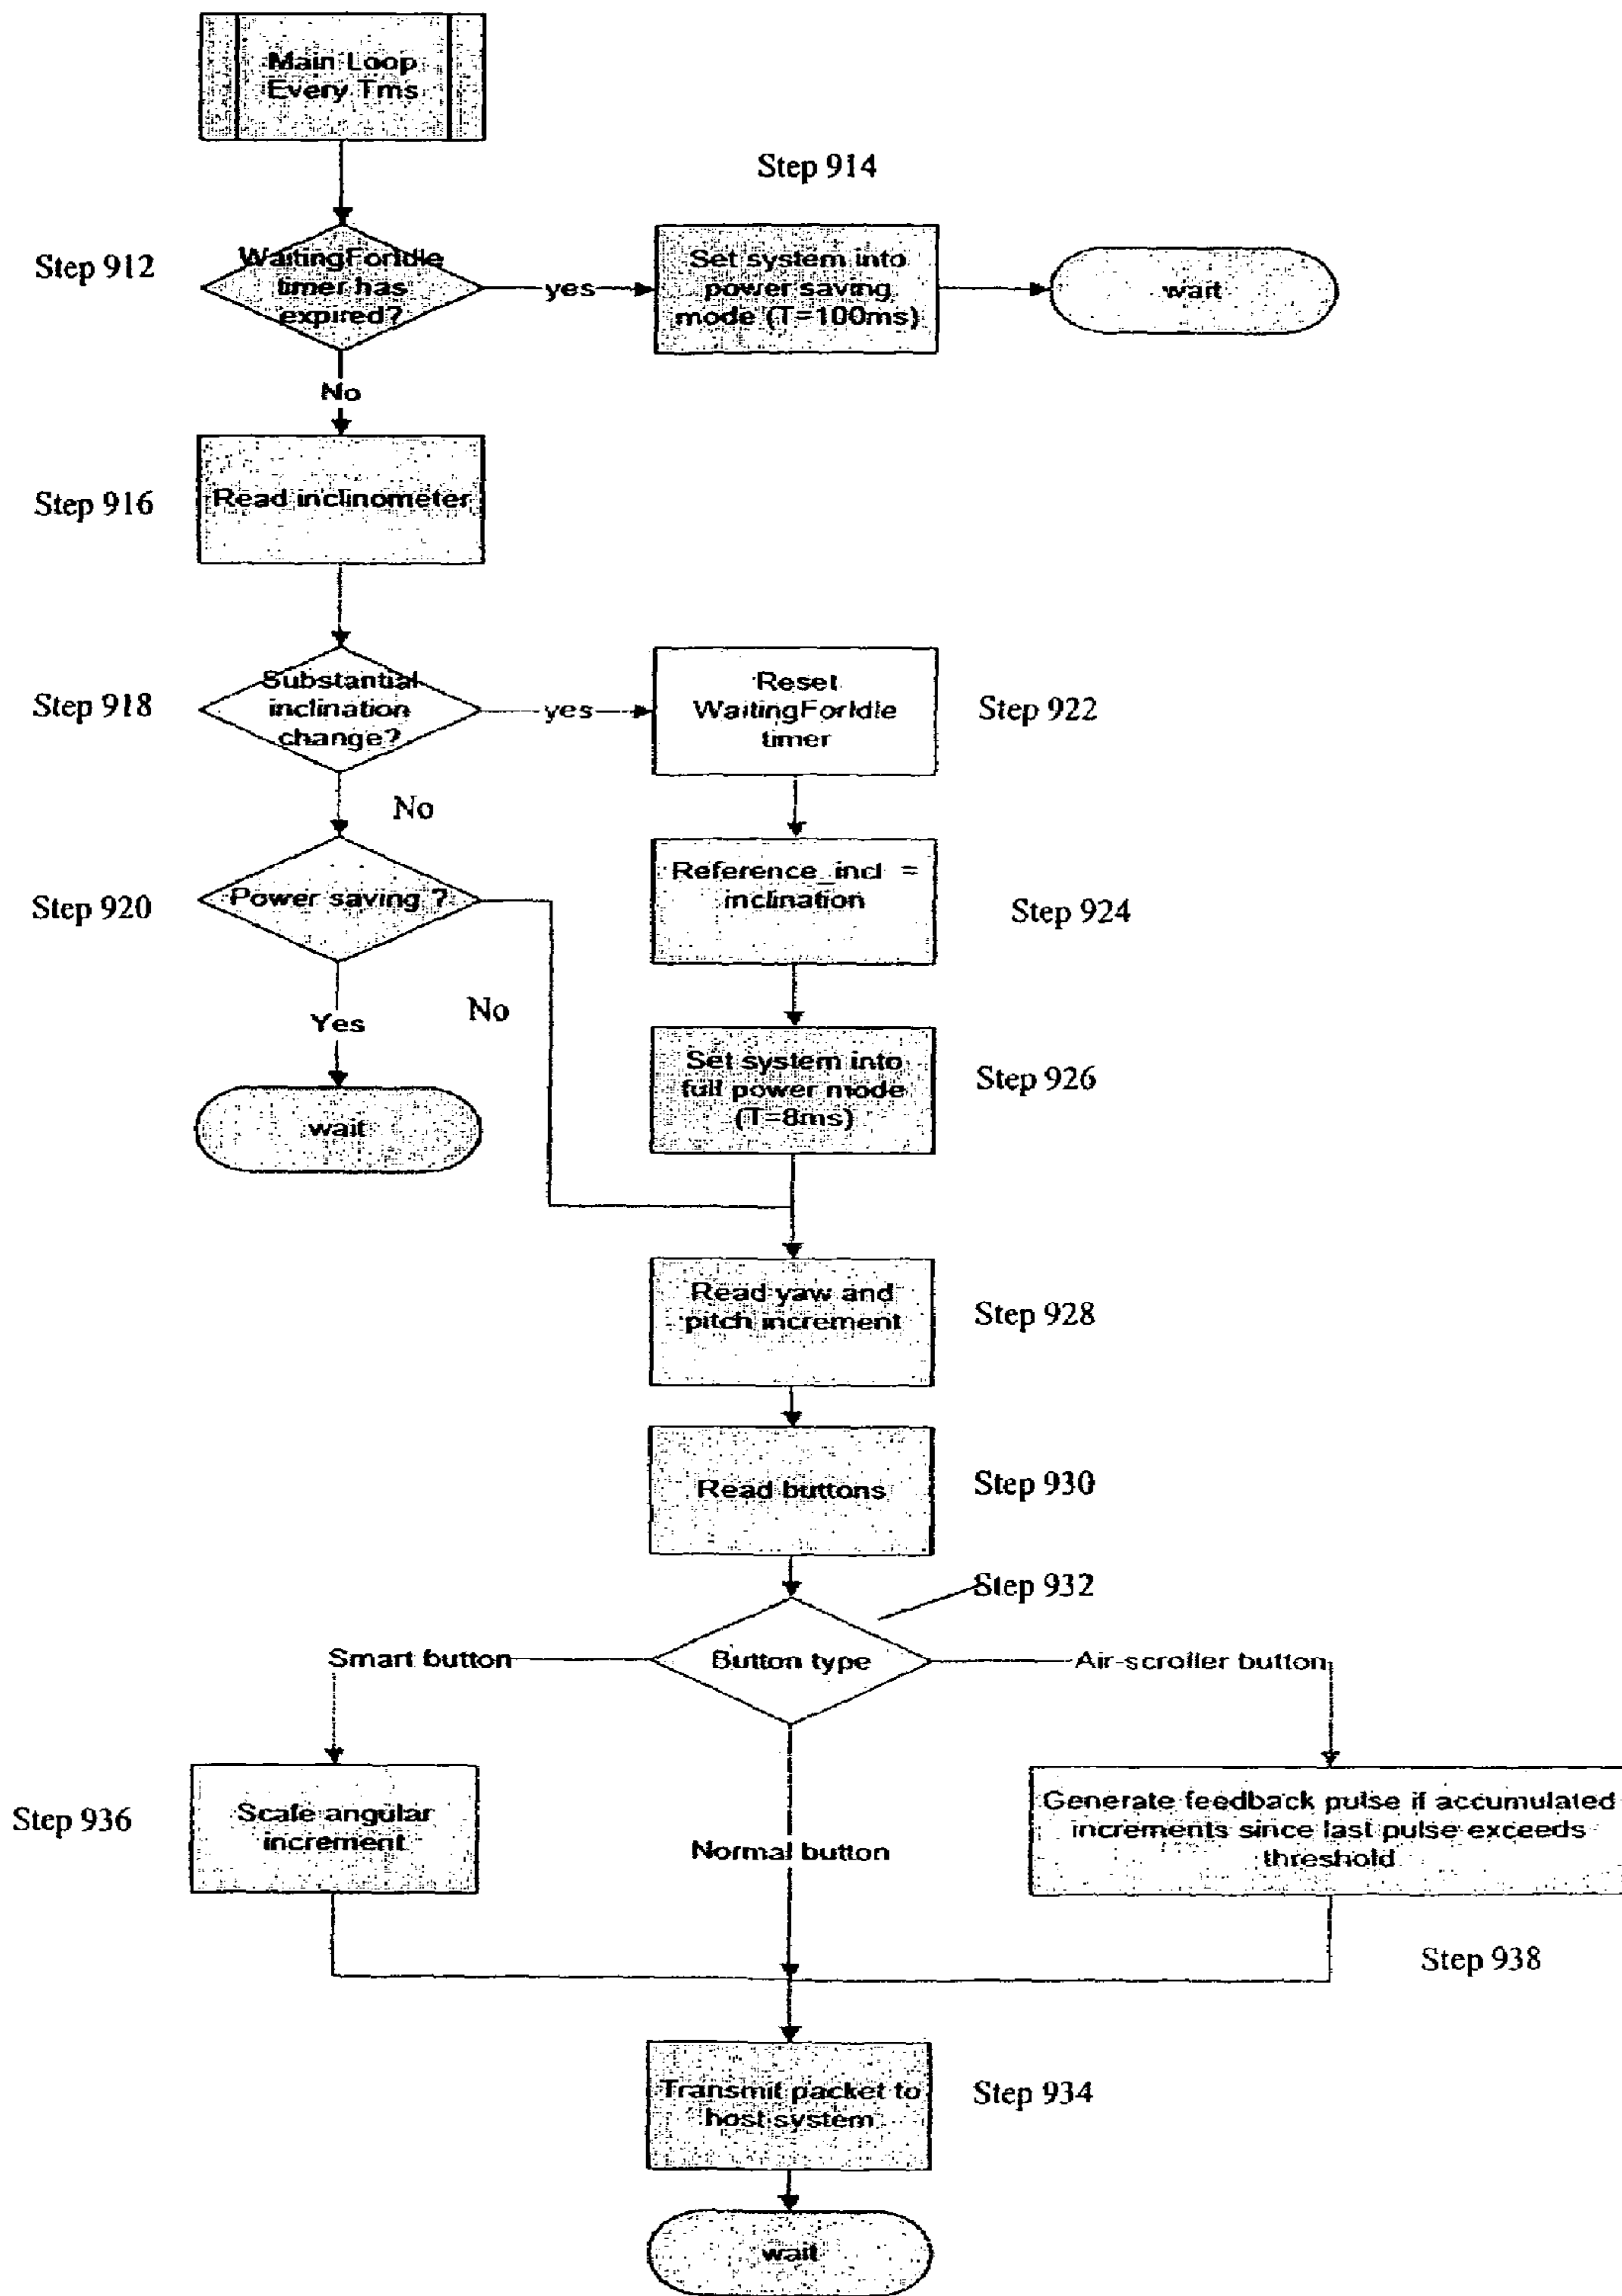 Main Loop
Every Tms
Step 914
Step 912
WaitingForIdle
timer has
expired?
yes
Set system into
power saving
mode (T=100ms)
wait
No
Step 916
Read inclinometer
Step 918
Substantial
inclination
change?
yes
Reset
WaitingForIdle
timer
Step 922
No
Step 920
Power saving ?
Reference_incl =
inclination
Step 924
No
Yes
Set system into
full power mode
(T=8ms)
Step 926
wait
Read yaw and
pitch increment
Step 928
Read buttons
Step 930
Step 932
Smart button
Button type
Air-scroller button
Step 936
Scale angular
increment
Normal button
Generate feedback pulse if accumulated
increments since last pulse exceeds
threshold
Step 938
Transmit packet to
host system
Step 934
wait